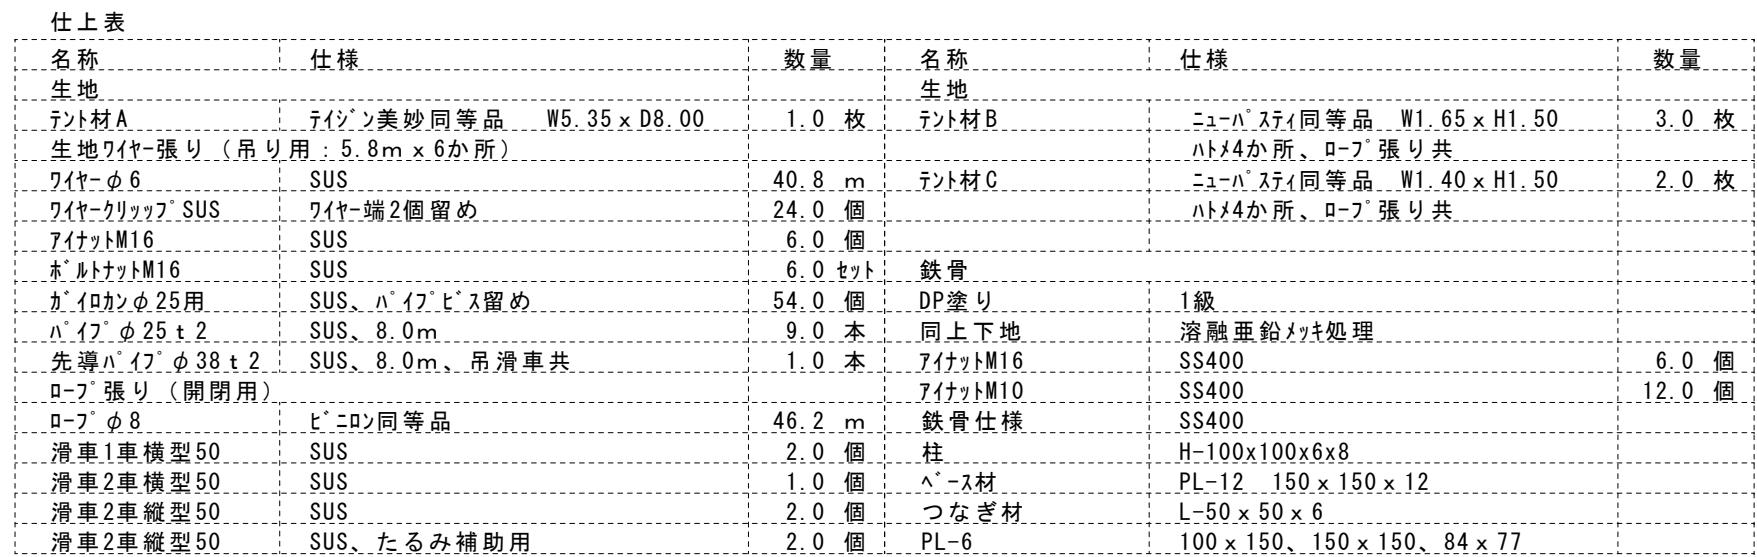 仕上表
名称 仕様 数量 名称 仕様 数量
生地 生地
ﾃﾝﾄ材A ﾃｲｼﾞﾝ美妙同等品 W5.35ｘD8.00 1.0 枚 ﾃﾝﾄ材B ﾆｭｰﾊﾟｽﾃｨ同等品 W1.65ｘH1.50 3.0 枚
生地ﾜｲﾔｰ張り（吊り用：5.8ｍｘ6か所） ﾊﾄﾒ4か所、ﾛｰﾌﾟ張り共
ﾜｲﾔｰφ6 SUS 40.8 ｍ ﾃﾝﾄ材C ﾆｭｰﾊﾟｽﾃｨ同等品 W1.40ｘH1.50 2.0 枚
ﾜｲﾔｰｸﾘｯｯﾌﾟSUS ﾜｲﾔｰ端2個留め 24.0 個 ﾊﾄﾒ4か所、ﾛｰﾌﾟ張り共
ｱｲﾅｯﾄM16 SUS 6.0 個
ﾎﾞﾙﾄﾅｯﾄM16 SUS 6.0 ｾｯﾄ 鉄骨
ｶﾞｲﾛｶﾝφ25用 SUS、ﾊﾟｲﾌﾟﾋﾞｽ留め 54.0 個 DP塗り 1級
ﾊﾟｲﾌﾟφ25ｔ2 SUS、8.0ｍ 9.0 本 同上下地 溶融亜鉛ﾒｯｷ処理
先導ﾊﾟｲﾌﾟφ38ｔ2 SUS、8.0ｍ、吊滑車共 1.0 本 ｱｲﾅｯﾄM16 SS400 6.0 個
ﾛｰﾌﾟ張り（開閉用） ｱｲﾅｯﾄM10 SS400 12.0 個
ﾛｰﾌﾟφ8 ﾋﾞﾆﾛﾝ同等品 46.2 ｍ 鉄骨仕様 SS400
滑車1車横型50 SUS 2.0 個 柱 H-100x100x6x8
滑車2車横型50 SUS 1.0 個 ﾍﾞｰｽ材 PL-12 150ｘ150ｘ12
滑車2車縦型50 SUS 2.0 個 つなぎ材 L-50ｘ50ｘ6
滑車2車縦型50 SUS、たるみ補助用 2.0 個 PL-6 100ｘ150、150ｘ150、84ｘ77